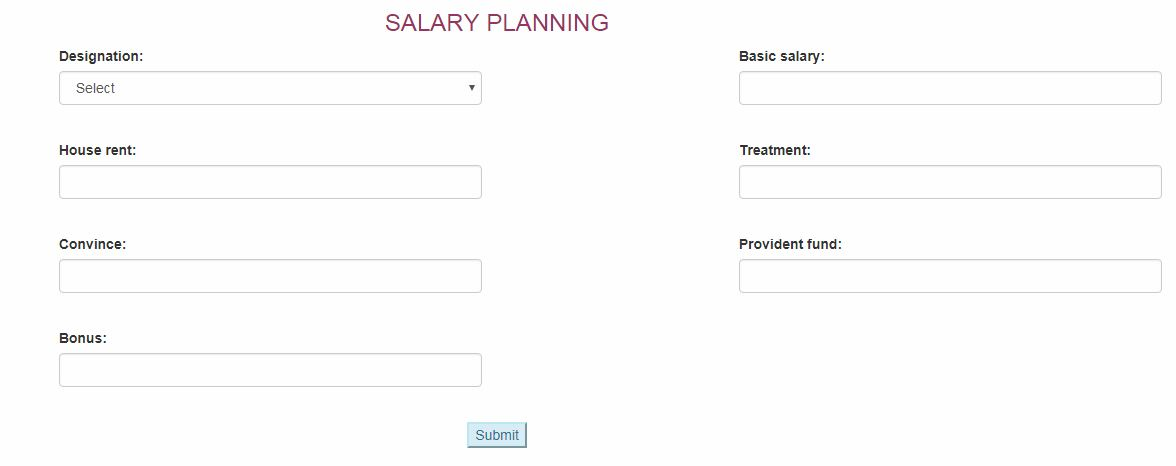 SALARY PLANNING
Designation:
Basic salary:
Select
House rent:
Treatment:
Convince:
Provident fund:
Bonus:
Submit